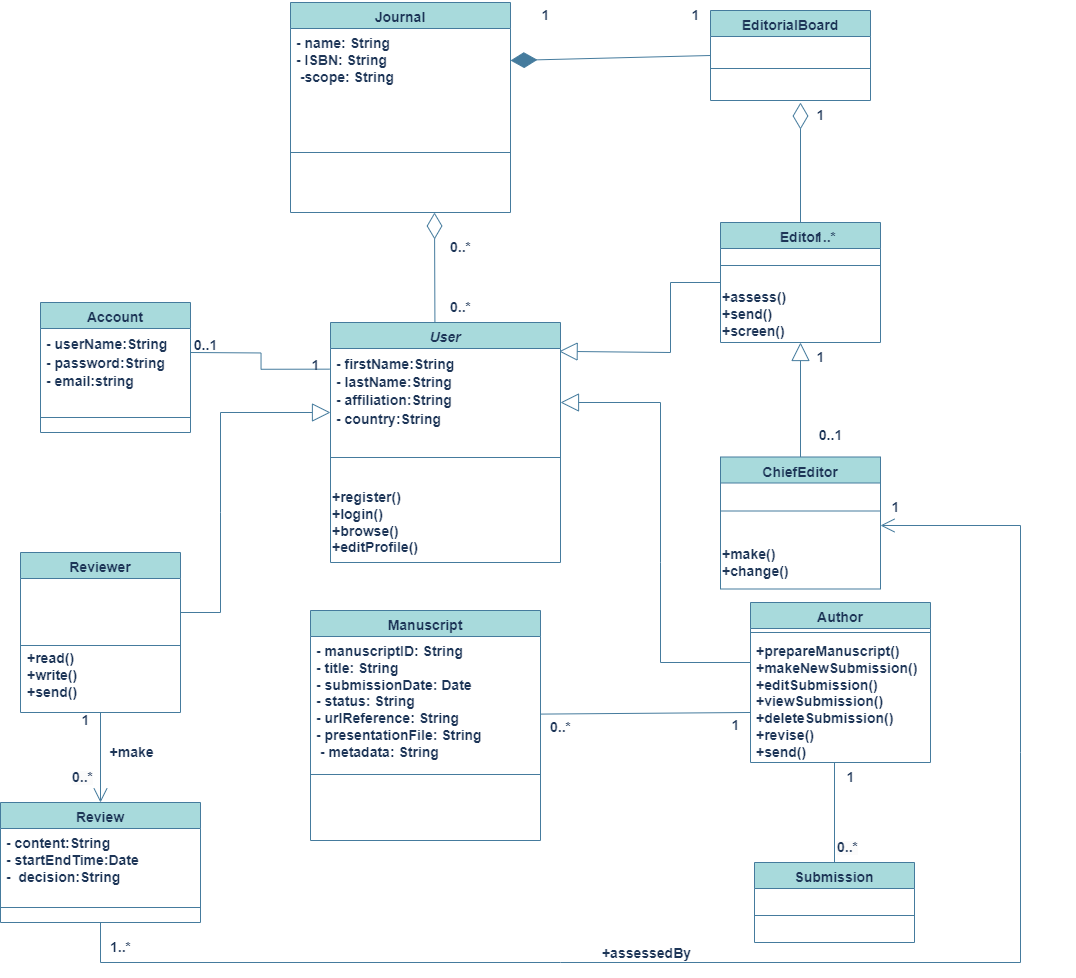 Journal
- name: String
- ISBN: String
-scope: String
1
1
EditorialBoard
1
0..*
0..*
Editor
1..*
+assess()
+send()
+screen()
1
0..1
Account
- userName:String
- password:String
- email:string
0..1
1
User
- firstName:String
- lastName:String
- affiliation:String
- country:String
+register()
+login()
+browse()
+editProfile()
ChiefEditor
+make()
+change()
1
Reviewer
+read()
+write()
+send()
1
+make
0..*
Manuscript
- manuscriptID: String
- title: String
- submissionDate: Date
- status: String
- urlReference: String
- presentationFile: String
- metadata: String
0..*
1
Author
+prepareManuscript()
+makeNewSubmission()
+editSubmission()
+viewSubmission()
+deleteSubmission()
+revise()
+send()
1
0..*
Review
- content:String
- startEndTime:Date
- decision:String
1..*
Submission
+assessedBy